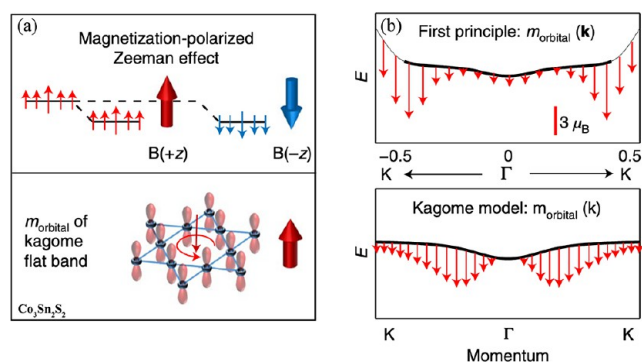 (a)
Magnetization-polarized
Zeeman effect
B(+z)
B(−z)
m_orbital of
kagome
flat band
Co₃Sn₂S₂
(b)
First principle: m_orbital (k)
E
3 μ_B
−0.5
0
0.5
K
Γ
K
Kagome model: m_orbital (k)
E
K
Γ
K
Momentum